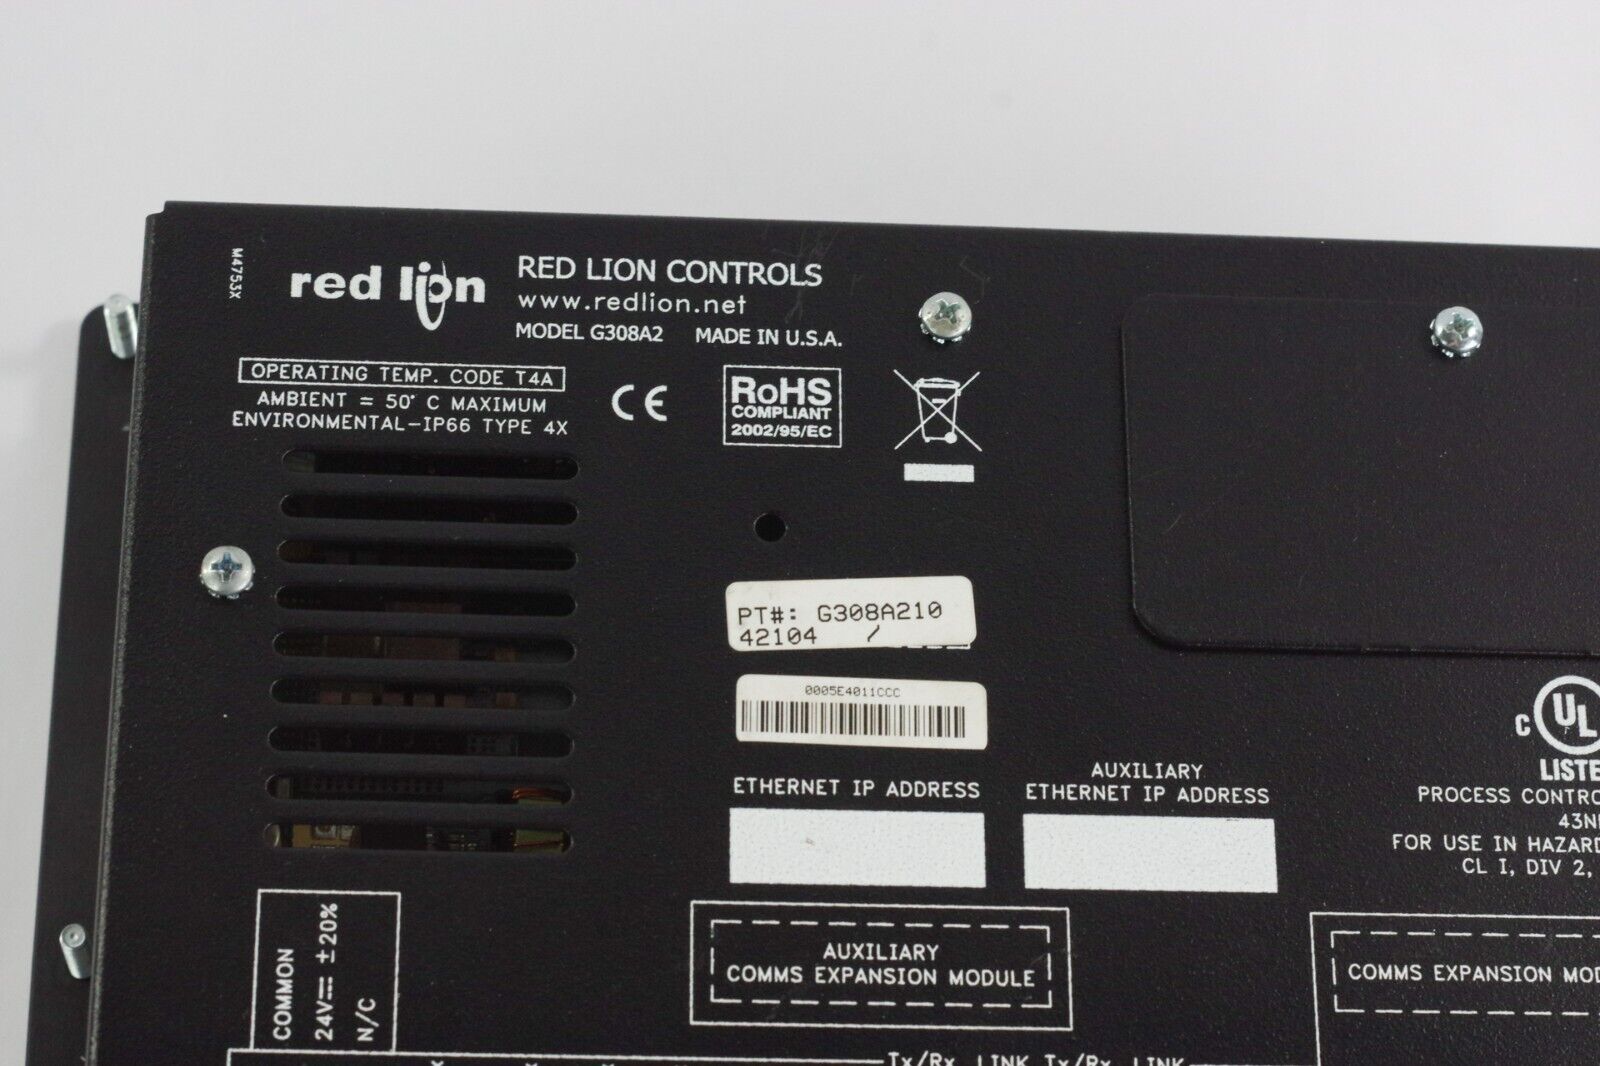 M4753X
red lion
RED LION CONTROLS
www.redlion.net
MODEL G308A2 MADE IN U.S.A.
OPERATING TEMP. CODE T4A
AMBIENT = 50° C MAXIMUM
ENVIRONMENTAL-IP66 TYPE 4X
CE
RoHS
COMPLIANT
2002/95/EC
PT#: G308A210
42104 /
0005E4011CCC
ETHERNET IP ADDRESS
AUXILIARY
ETHERNET IP ADDRESS
C UL
LISTE
PROCESS CONTRO
43N
FOR USE IN HAZARD
CL I, DIV 2,
COMMON
24V ±20%
N/C
AUXILIARY
COMMS EXPANSION MODULE
COMMS EXPANSION MOD
Tx/Rx LINK Tx/Rx LINK